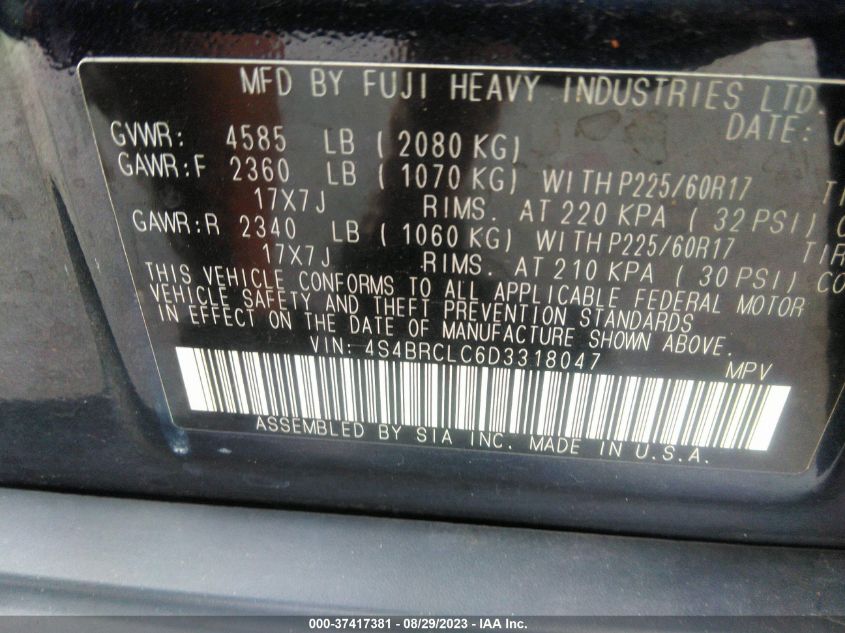 MFD BY FUJI HEAVY INDUSTRIES LTD.
DATE: 0
GVWR: 4585 LB ( 2080 KG)
GAWR:F 2360 LB ( 1070 KG) WITH P225/60R17
17X7J RIMS. AT 220 KPA ( 32 PSI)
GAWR:R 2340 LB ( 1060 KG) WITH P225/60R17 TIR
17X7J RIMS. AT 210 KPA ( 30 PSI) CO
THIS VEHICLE CONFORMS TO ALL APPLICABLE FEDERAL MOTOR
VEHICLE SAFETY AND THEFT PREVENTION STANDARDS
IN EFFECT ON THE DATE OF MANUFACTURE SHOWN ABOVE.
VIN: 4S4BRCLC6D3318047 MPV
ASSEMBLED BY SIA INC. MADE IN U.S.A.
000-37417381 - 08/29/2023 - IAA Inc.